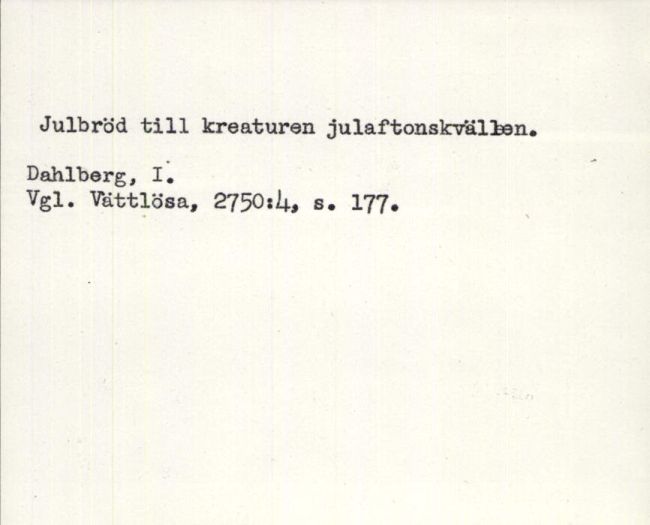 Julbröd till kreaturen julaftonskvällen.
Dahlberg, I.
Vgl. Vättlösa, 2750:4, s. 177.